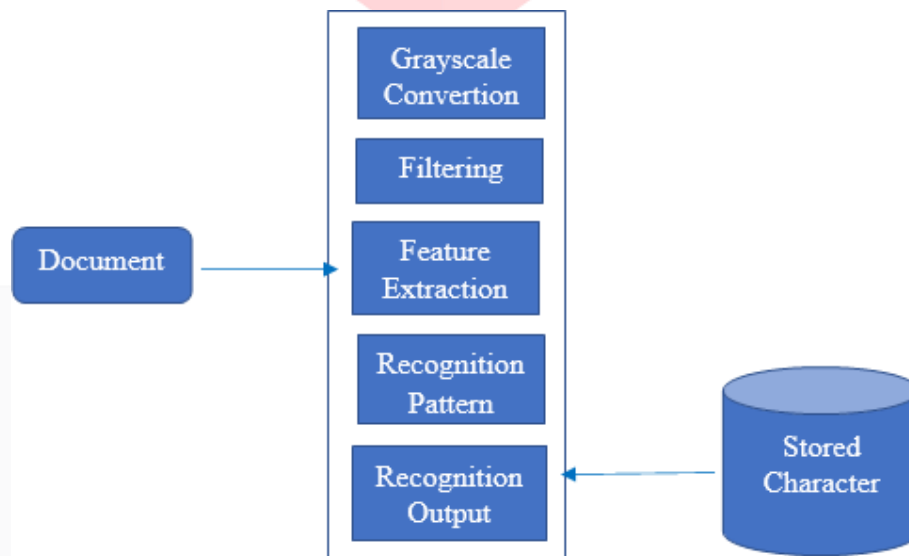 Grayscale
Convertion
Filtering
Document
Feature
Extraction
Recognition
Pattern
Stored
Character
Recognition
Output